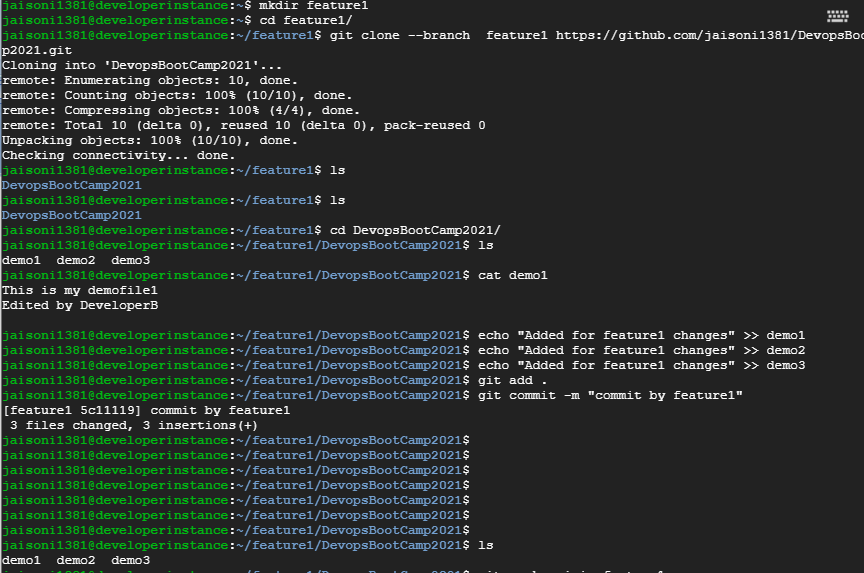 jaisoni1381@developerinstance:~$ mkdir feature1
jaisoni1381@developerinstance:~$ cd feature1/
jaisoni1381@developerinstance:~/feature1$ git clone --branch  feature1 https://github.com/jaisoni1381/DevopsBoo
p2021.git
Cloning into 'DevopsBootCamp2021'...
remote: Enumerating objects: 10, done.
remote: Counting objects: 100% (10/10), done.
remote: Compressing objects: 100% (4/4), done.
remote: Total 10 (delta 0), reused 10 (delta 0), pack-reused 0
Unpacking objects: 100% (10/10), done.
Checking connectivity... done.
jaisoni1381@developerinstance:~/feature1$ ls
DevopsBootCamp2021
jaisoni1381@developerinstance:~/feature1$ ls
DevopsBootCamp2021
jaisoni1381@developerinstance:~/feature1$ cd DevopsBootCamp2021/
jaisoni1381@developerinstance:~/feature1/DevopsBootCamp2021$ ls
demo1  demo2  demo3
jaisoni1381@developerinstance:~/feature1/DevopsBootCamp2021$ cat demo1
This is my demofile1
Edited by DeveloperB
jaisoni1381@developerinstance:~/feature1/DevopsBootCamp2021$ echo "Added for feature1 changes" >> demo1
jaisoni1381@developerinstance:~/feature1/DevopsBootCamp2021$ echo "Added for feature1 changes" >> demo2
jaisoni1381@developerinstance:~/feature1/DevopsBootCamp2021$ echo "Added for feature1 changes" >> demo3
jaisoni1381@developerinstance:~/feature1/DevopsBootCamp2021$ git add .
jaisoni1381@developerinstance:~/feature1/DevopsBootCamp2021$ git commit -m "commit by feature1"
[feature1 5c11119] commit by feature1
 3 files changed, 3 insertions(+)
jaisoni1381@developerinstance:~/feature1/DevopsBootCamp2021$
jaisoni1381@developerinstance:~/feature1/DevopsBootCamp2021$
jaisoni1381@developerinstance:~/feature1/DevopsBootCamp2021$
jaisoni1381@developerinstance:~/feature1/DevopsBootCamp2021$
jaisoni1381@developerinstance:~/feature1/DevopsBootCamp2021$
jaisoni1381@developerinstance:~/feature1/DevopsBootCamp2021$
jaisoni1381@developerinstance:~/feature1/DevopsBootCamp2021$
jaisoni1381@developerinstance:~/feature1/DevopsBootCamp2021$ ls
demo1  demo2  demo3